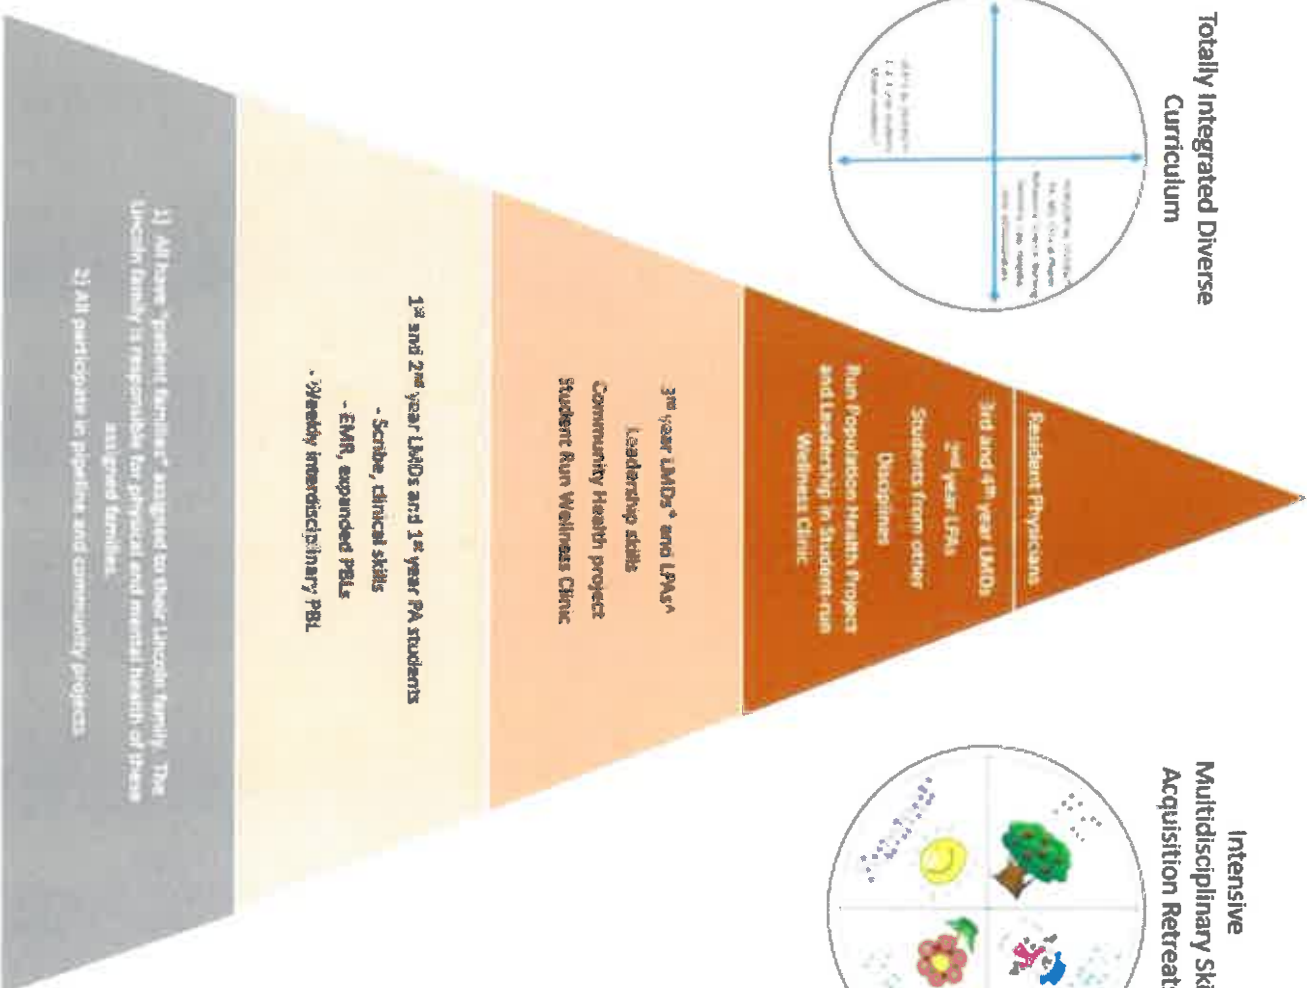 Totally Integrated Diverse
Curriculum
Intensive
Multidisciplinary Ski
Acquisition Retreats
Resident Physicians
3rd and 4th year LMDs
2nd year LPAs
Students from other
Disciplines
Run Population Health Project
and Leadership in Student-run
Wellness Clinic
3rd year LMDs* and LPAs^
Leadership skills
Community Health project
Student Run Wellness Clinic
1st and 2nd year LMDs and 1st year PA students
- Scribe, clinical skills
- EMR, expanded PBLs
- Weekly interdisciplinary PBL
1) All have "patient families" assigned to their Lincoln family. The
Lincoln family is responsible for physical and mental health of these
assigned families.
2) All participate in pipeline and community projects